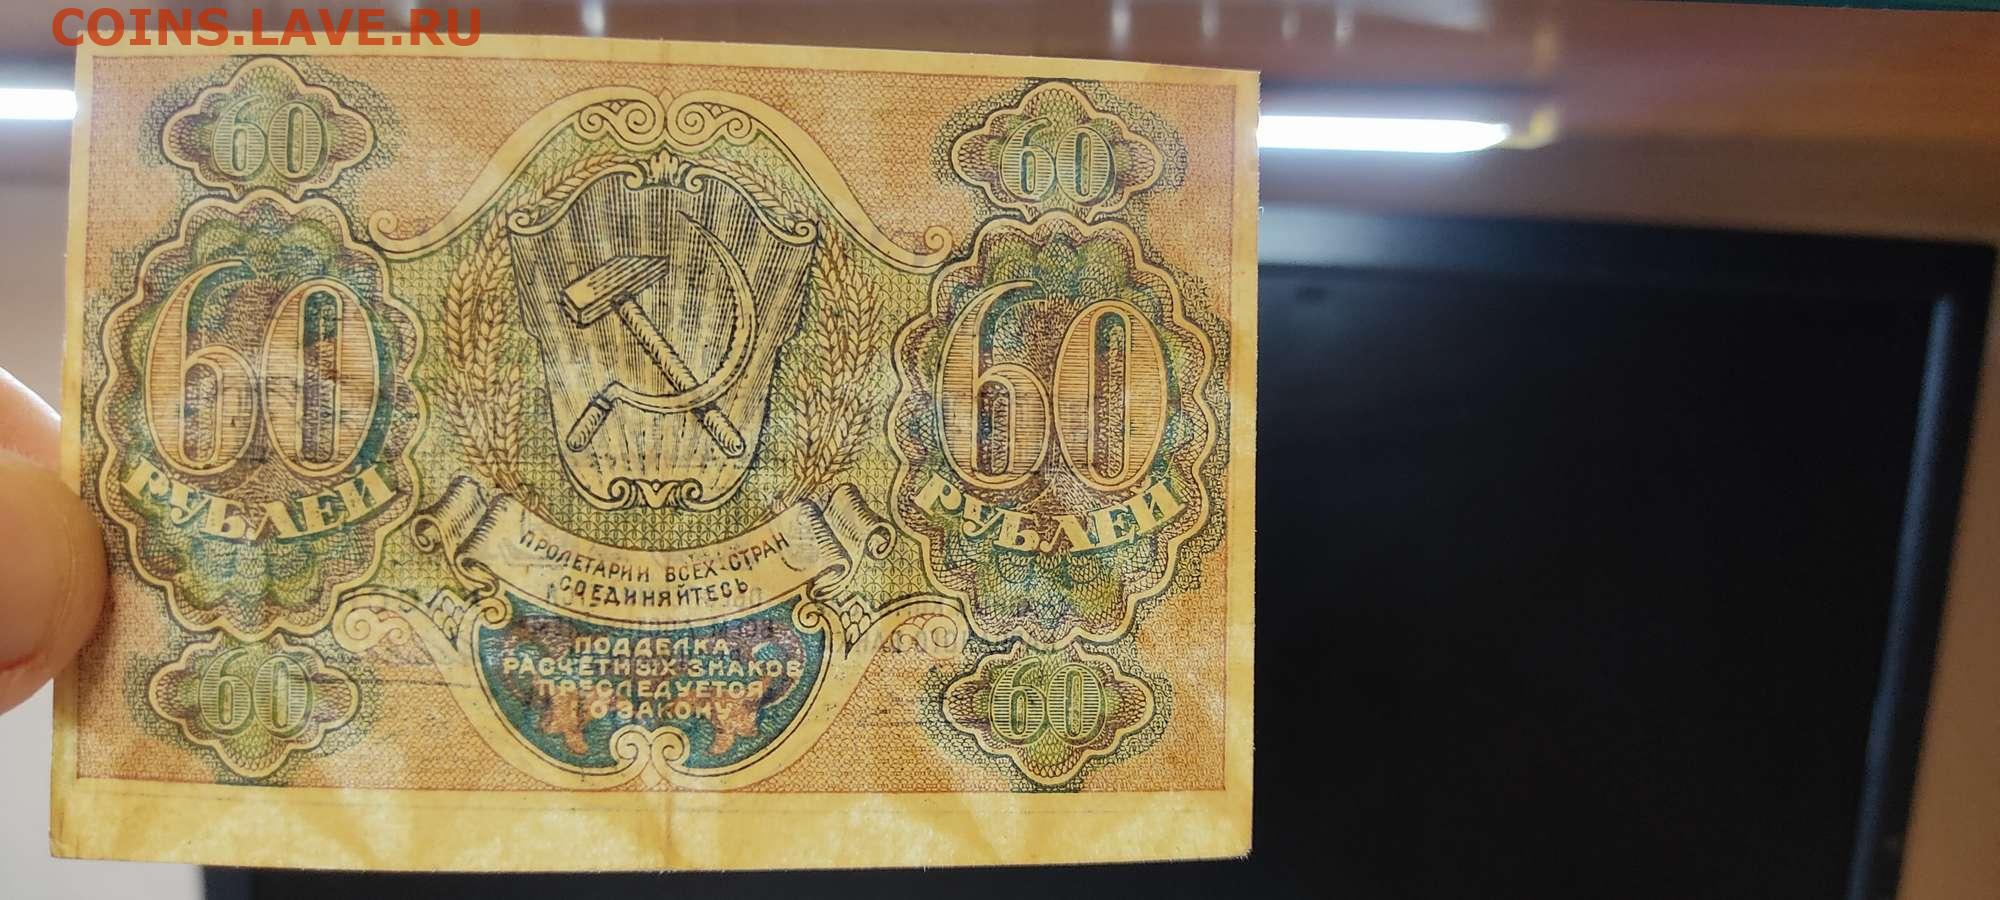 COINS.LAVE.RU
60
60
60
РУБЛЕЙ
60
РУБЛЕЙ
ПРОЛЕТАРИИ ВСЕХ СТРАН
СОЕДИНЯЙТЕСЬ
ПОДДЕЛКА
РАСЧЕТНЫХ ЗНАКОВ
ПРЕСЛЕДУЕТСЯ
ПО ЗАКОНУ
60
60